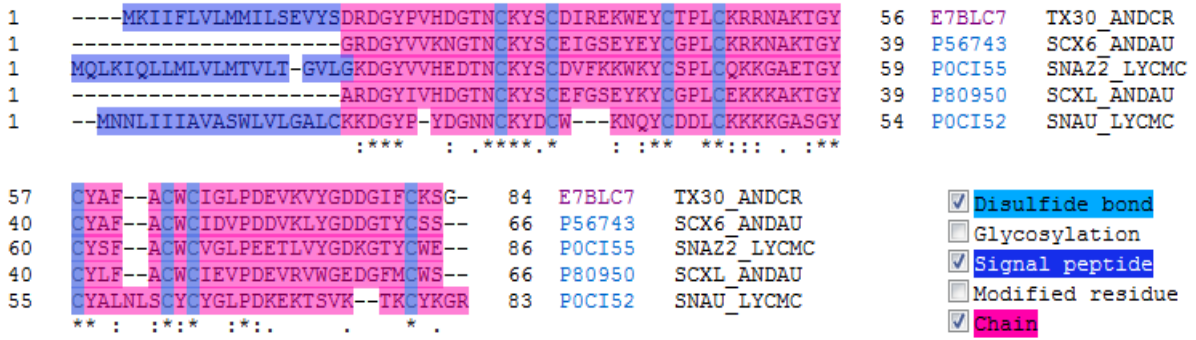 1 ----MKIIFLVLMMILSEVYSDRDGYPVHDGTNCKYSCDIREKWEYCTPLCKRRNAKTGY 56 E7BLC7 TX30_ANDCR
1 ---------------------GRDGYVVKNGTNCKYSCEIGSEYEYCGPLCKRKNAKTGY 39 P56743 SCX6_ANDAU
1 MQLKIQLLMLVLMTVLT-GVLGKDGYVVHEDTNCKYSCDVFKKWKYCSPLCQKKGAETGY 59 P0CI55 SNAZ2_LYCMC
1 ---------------------ARDGYIVHDGTNCKYSCEFGSEYKYCGPLCEKKKAKTGY 39 P80950 SCXL_ANDAU
1 --MNNLIIIAVASWLVLGALCKKDGYP-YDGNNCKYDCW---KNQYCDDLCKKKKGASGY 54 P0CI52 SNAU_LYCMC
:***   : .****.*    : :**  **::: . :**
57 CYAF--ACWCIGLPDEVKVYGDDGIFCKSG- 84 E7BLC7 TX30_ANDCR
40 CYAF--ACWCIDVPDDVKLYGDDGTYCSS-- 66 P56743 SCX6_ANDAU
60 CYSF--ACWCVGLPEETLVYGDKGTYCWE-- 86 P0CI55 SNAZ2_LYCMC
40 CYLF--ACWCIEVPDEVRVWGEDGFMCWS-- 66 P80950 SCXL_ANDAU
55 CYALNLSCYCYGLPDKEKTSVK--TKCYKGR 83 P0CI52 SNAU_LYCMC
** :  :*:*  :*:.     .    * .
Disulfide bond
Glycosylation
Signal peptide
Modified residue
Chain